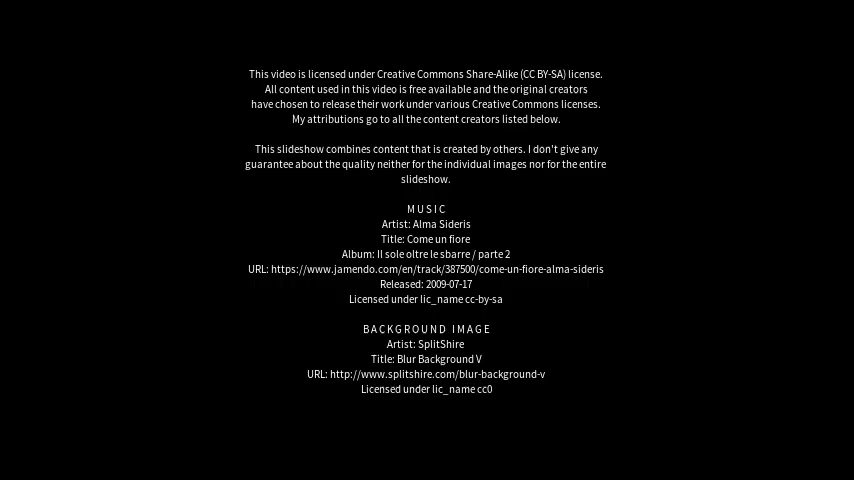 This video is licensed under Creative Commons Share-Alike (CC BY-SA) license.
All content used in this video is free available and the original creators
have chosen to release their work under various Creative Commons licenses.
My attributions go to all the content creators listed below.
This slideshow combines content that is created by others. I don't give any
guarantee about the quality neither for the individual images nor for the entire
slideshow.
MUSIC
Artist: Alma Sideris
Title: Come un fiore
Album: Il sole oltre le sbarre / parte 2
URL: https://www.jamendo.com/en/track/387500/come-un-fiore-alma-sideris
Released: 2009-07-17
Licensed under lic_name cc-by-sa
BACKGROUND IMAGE
Artist: SplitShire
Title: Blur Background V
URL: http://www.splitshire.com/blur-background-v
Licensed under lic_name cc0